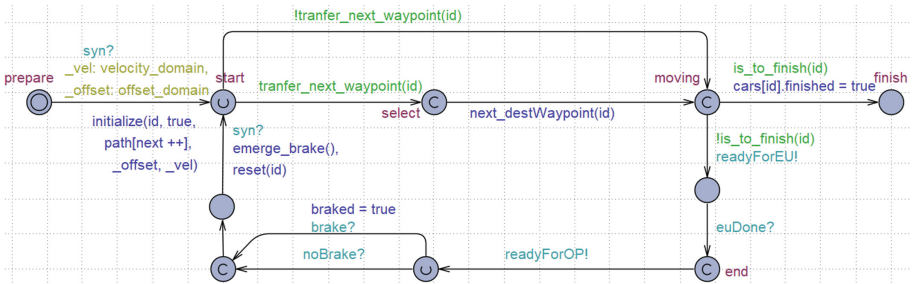 !tranfer_next_waypoint(id)
syn?
prepare
_vel: velocity_domain,
start
_offset: offset_domain
tranfer_next_waypoint(id)
moving
is_to_finish(id)
cars[id].finished = true
finish
initialize(id, true,
path[next ++],
_offset, _vel)
select
next_destWaypoint(id)
syn?
emerge_brake(),
reset(id)
!is_to_finish(id)
readyForEU!
braked = true
brake?
euDone?
noBrake?
readyForOP!
end
C
C
C
C